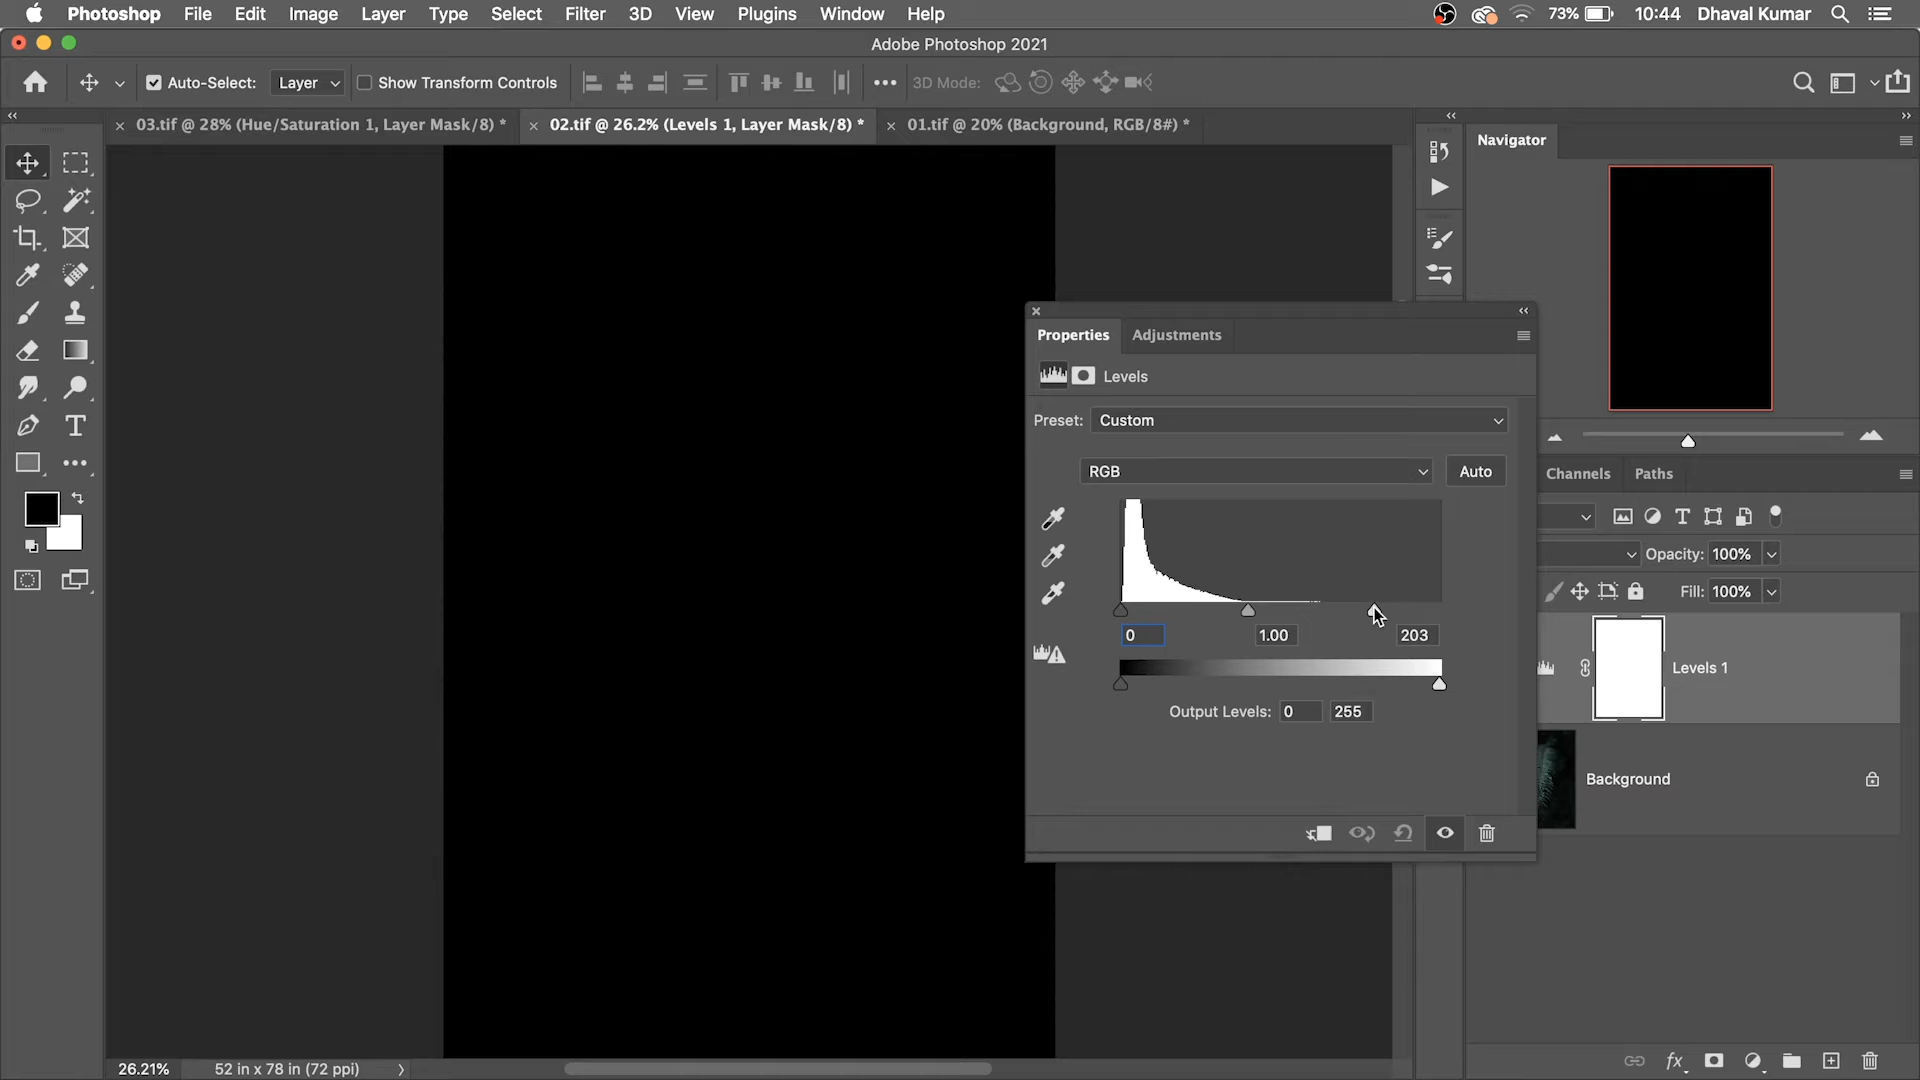 Photoshop File Edit Image Layer Type Select Filter 3D View Plugins Window Help 73% 10:44 Dhaval Kumar
Adobe Photoshop 2021
Auto-Select: Layer Show Transform Controls 3D Mode:
03.tif @ 28% (Hue/Saturation 1, Layer Mask/8) * 02.tif @ 26.2% (Levels 1, Layer Mask/8) * 01.tif @ 20% (Background, RGB/8#) *
Navigator
Properties Adjustments
Levels
Preset: Custom
RGB Auto
Channels Paths
Opacity: 100%
Fill: 100%
0 1.00 203
Levels 1
Output Levels: 0 255
Background
fx
26.21% 52 in x 78 in (72 ppi)